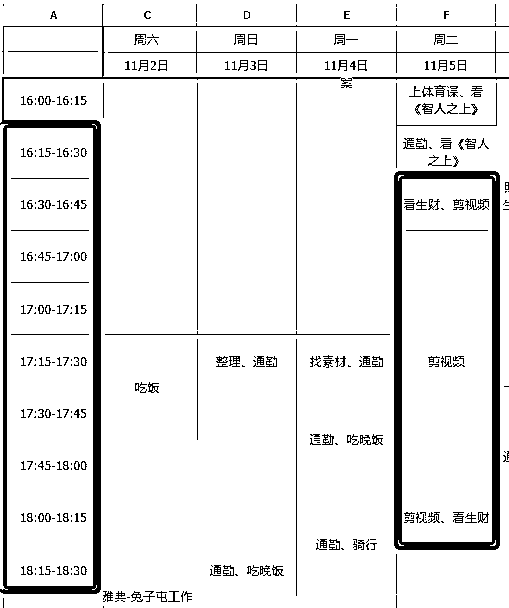 A C D E F
周六 周日 周一 周二
11月2日 11月3日 11月4日 11月5日
16:00-16:15
上体育课、看
《智人之上》
16:15-16:30
通勤、看《智人
之上》
16:30-16:45
看生财、剪视频
16:45-17:00
17:00-17:15
17:15-17:30 整理、通勤 找素材、通勤 剪视频
吃饭
17:30-17:45
通勤、吃晚饭
17:45-18:00
18:00-18:15 剪视频、看生财
通勤、骑行
18:15-18:30 通勤、吃晚饭
雅典-兔子屯工作